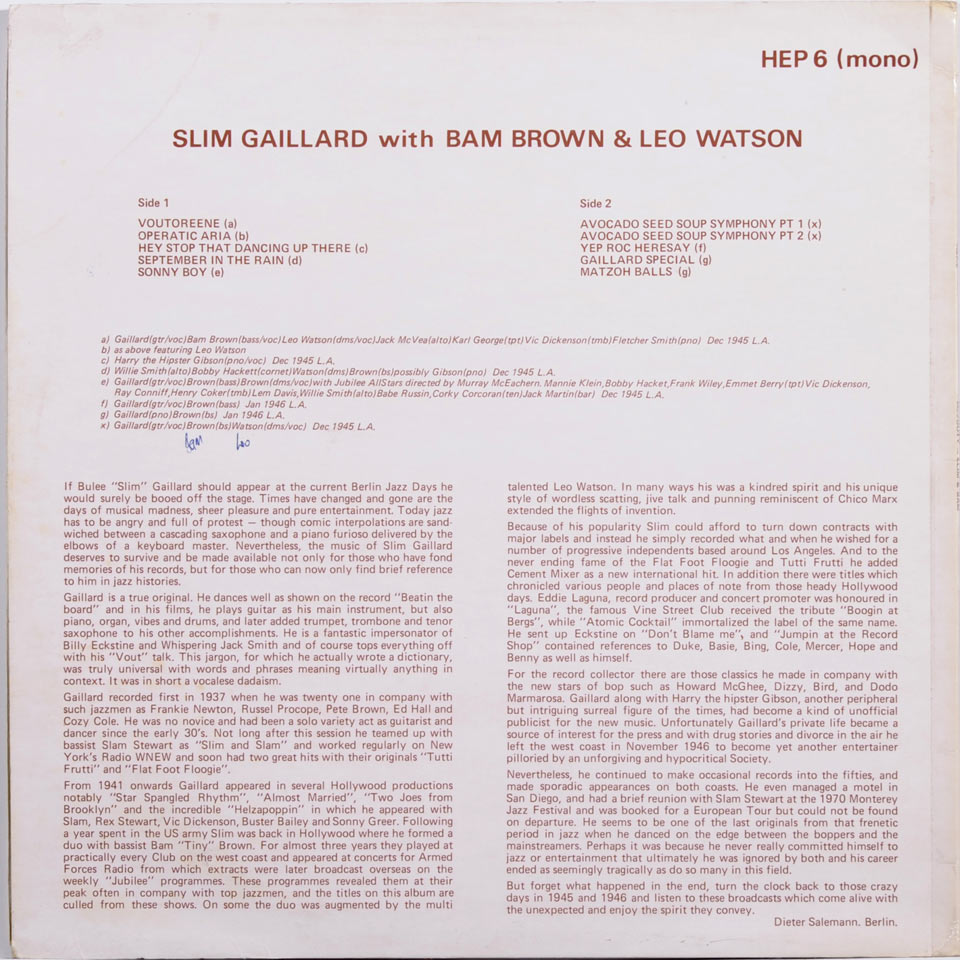 HEP 6 (mono)
SLIM GAILLARD with BAM BROWN & LEO WATSON
Side 1
VOUTOREENE (a)
OPERATIC ARIA (b)
HEY STOP THAT DANCING UP THERE (c)
SEPTEMBER IN THE RAIN (d)
SONNY BOY (e)
Side 2
AVOCADO SEED SOUP SYMPHONY PT 1 (x)
AVOCADO SEED SOUP SYMPHONY PT 2 (x)
YEP ROC HERESAY (f)
GAILLARD SPECIAL (g)
MATZOH BALLS (g)
a) Gaillard(gtr/voc)Bam Brown(bass/voc)Leo Watson(dms/voc)Jack McVea(alto)Karl George(tpt)Vic Dickenson(tmb)Fletcher Smith(pno) Dec 1945 L.A.
b) as above featuring Leo Watson
c) Harry the Hipster Gibson(pno/voc) Dec 1945 L.A.
d) Willie Smith(alto)Bobby Hackett(cornet)Watson(dms)Brown(bs)possibly Gibson(pno) Dec 1945 L.A.
e) Gaillard(gtr/voc)Brown(bass)Brown(dms/voc)with Jubilee AllStars directed by Murray McEachern. Mannie Klein,Bobby Hacket,Frank Wiley,Emmet Berry(tpt)Vic Dickenson,
Ray Conniff,Henry Coker(tmb)Lem Davis,Willie Smith(alto)Babe Russin,Corky Corcoran(ten)Jack Martin(bar) Dec 1945 L.A.
f) Gaillard(gtr/voc)Brown(bass) Jan 1946 L.A.
g) Gaillard(pno)Brown(bs) Jan 1946 L.A.
x) Gaillard(gtr/voc)Brown(bs)Watson(dms/voc) Dec 1945 L.A.
Bam Leo
If Bulee "Slim" Gaillard should appear at the current Berlin Jazz Days he
would surely be booed off the stage. Times have changed and gone are the
days of musical madness, sheer pleasure and pure entertainment. Today jazz
has to be angry and full of protest — though comic interpolations are sand-
wiched between a cascading saxophone and a piano furioso delivered by the
elbows of a keyboard master. Nevertheless, the music of Slim Gaillard
deserves to survive and be made available not only for those who have fond
memories of his records, but for those who can now only find brief reference
to him in jazz histories.
Gaillard is a true original. He dances well as shown on the record "Beatin the
board" and in his films, he plays guitar as his main instrument, but also
piano, organ, vibes and drums, and later added trumpet, trombone and tenor
saxophone to his other accomplishments. He is a fantastic impersonator of
Billy Eckstine and Whispering Jack Smith and of course tops everything off
with his "Vout" talk. This jargon, for which he actually wrote a dictionary,
was truly universal with words and phrases meaning virtually anything in
context. It was in short a vocalese dadaism.
Gaillard recorded first in 1937 when he was twenty one in company with
such jazzmen as Frankie Newton, Russel Procope, Pete Brown, Ed Hall and
Cozy Cole. He was no novice and had been a solo variety act as guitarist and
dancer since the early 30's. Not long after this session he teamed up with
bassist Slam Stewart as "Slim and Slam" and worked regularly on New
York's Radio WNEW and soon had two great hits with their originals "Tutti
Frutti" and "Flat Foot Floogie".
From 1941 onwards Gaillard appeared in several Hollywood productions
notably "Star Spangled Rhythm", "Almost Married", "Two Joes from
Brooklyn" and the incredible "Helzapoppin" in which he appeared with
Slam, Rex Stewart, Vic Dickenson, Buster Bailey and Sonny Greer. Following
a year spent in the US army Slim was back in Hollywood where he formed a
duo with bassist Bam "Tiny" Brown. For almost three years they played at
practically every Club on the west coast and appeared at concerts for Armed
Forces Radio from which extracts were later broadcast overseas on the
weekly "Jubilee" programmes. These programmes revealed them at their
peak often in company with top jazzmen, and the titles on this album are
culled from these shows. On some the duo was augmented by the multi
talented Leo Watson. In many ways his was a kindred spirit and his unique
style of wordless scatting, jive talk and punning reminiscent of Chico Marx
extended the flights of invention.
Because of his popularity Slim could afford to turn down contracts with
major labels and instead he simply recorded what and when he wished for a
number of progressive independents based around Los Angeles. And to the
never ending fame of the Flat Foot Floogie and Tutti Frutti he added
Cement Mixer as a new international hit. In addition there were titles which
chronicled various people and places of note from those heady Hollywood
days. Eddie Laguna, record producer and concert promoter was honoured in
"Laguna", the famous Vine Street Club received the tribute "Boogin at
Bergs", while "Atomic Cocktail" immortalized the label of the same name.
He sent up Eckstine on "Don't Blame me", and "Jumpin at the Record
Shop" contained references to Duke, Basie, Bing, Cole, Mercer, Hope and
Benny as well as himself.
For the record collector there are those classics he made in company with
the new stars of bop such as Howard McGhee, Dizzy, Bird, and Dodo
Marmarosa. Gaillard along with Harry the hipster Gibson, another peripheral
but intriguing surreal figure of the times, had become a kind of unofficial
publicist for the new music. Unfortunately Gaillard's private life became a
source of interest for the press and with drug stories and divorce in the air he
left the west coast in November 1946 to become yet another entertainer
pilloried by an unforgiving and hypocritical Society.
Nevertheless, he continued to make occasional records into the fifties, and
made sporadic appearances on both coasts. He even managed a motel in
San Diego, and had a brief reunion with Slam Stewart at the 1970 Monterey
Jazz Festival and was booked for a European Tour but could not be found
on departure. He seems to be one of the last originals from that frenetic
period in jazz when he danced on the edge between the boppers and the
mainstreamers. Perhaps it was because he never really committed himself to
jazz or entertainment that ultimately he was ignored by both and his career
ended as seemingly tragically as do so many in this field.
But forget what happened in the end, turn the clock back to those crazy
days in 1945 and 1946 and listen to these broadcasts which come alive with
the unexpected and enjoy the spirit they convey.
Dieter Salemann. Berlin.